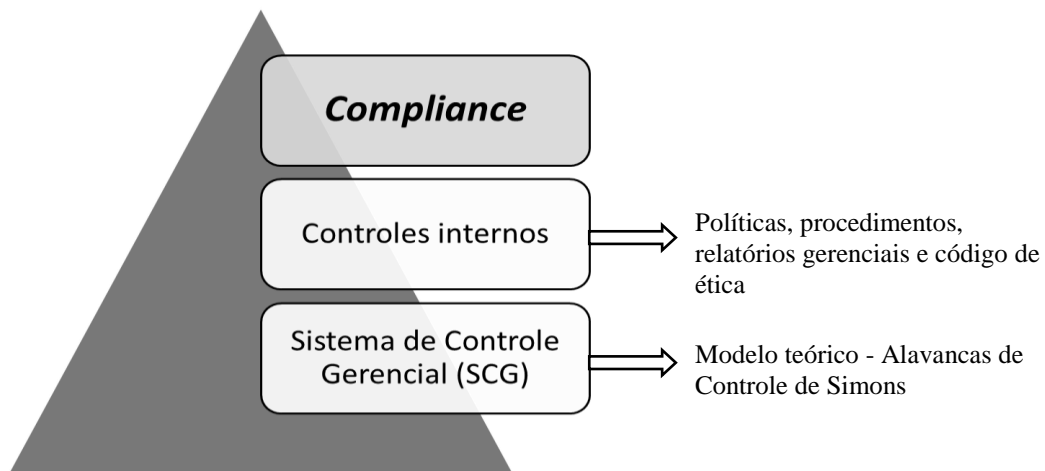 Compliance
Controles internos
Políticas, procedimentos,
relatórios gerenciais e código de
ética
Sistema de Controle
Gerencial (SCG)
Modelo teórico - Alavancas de
Controle de Simons